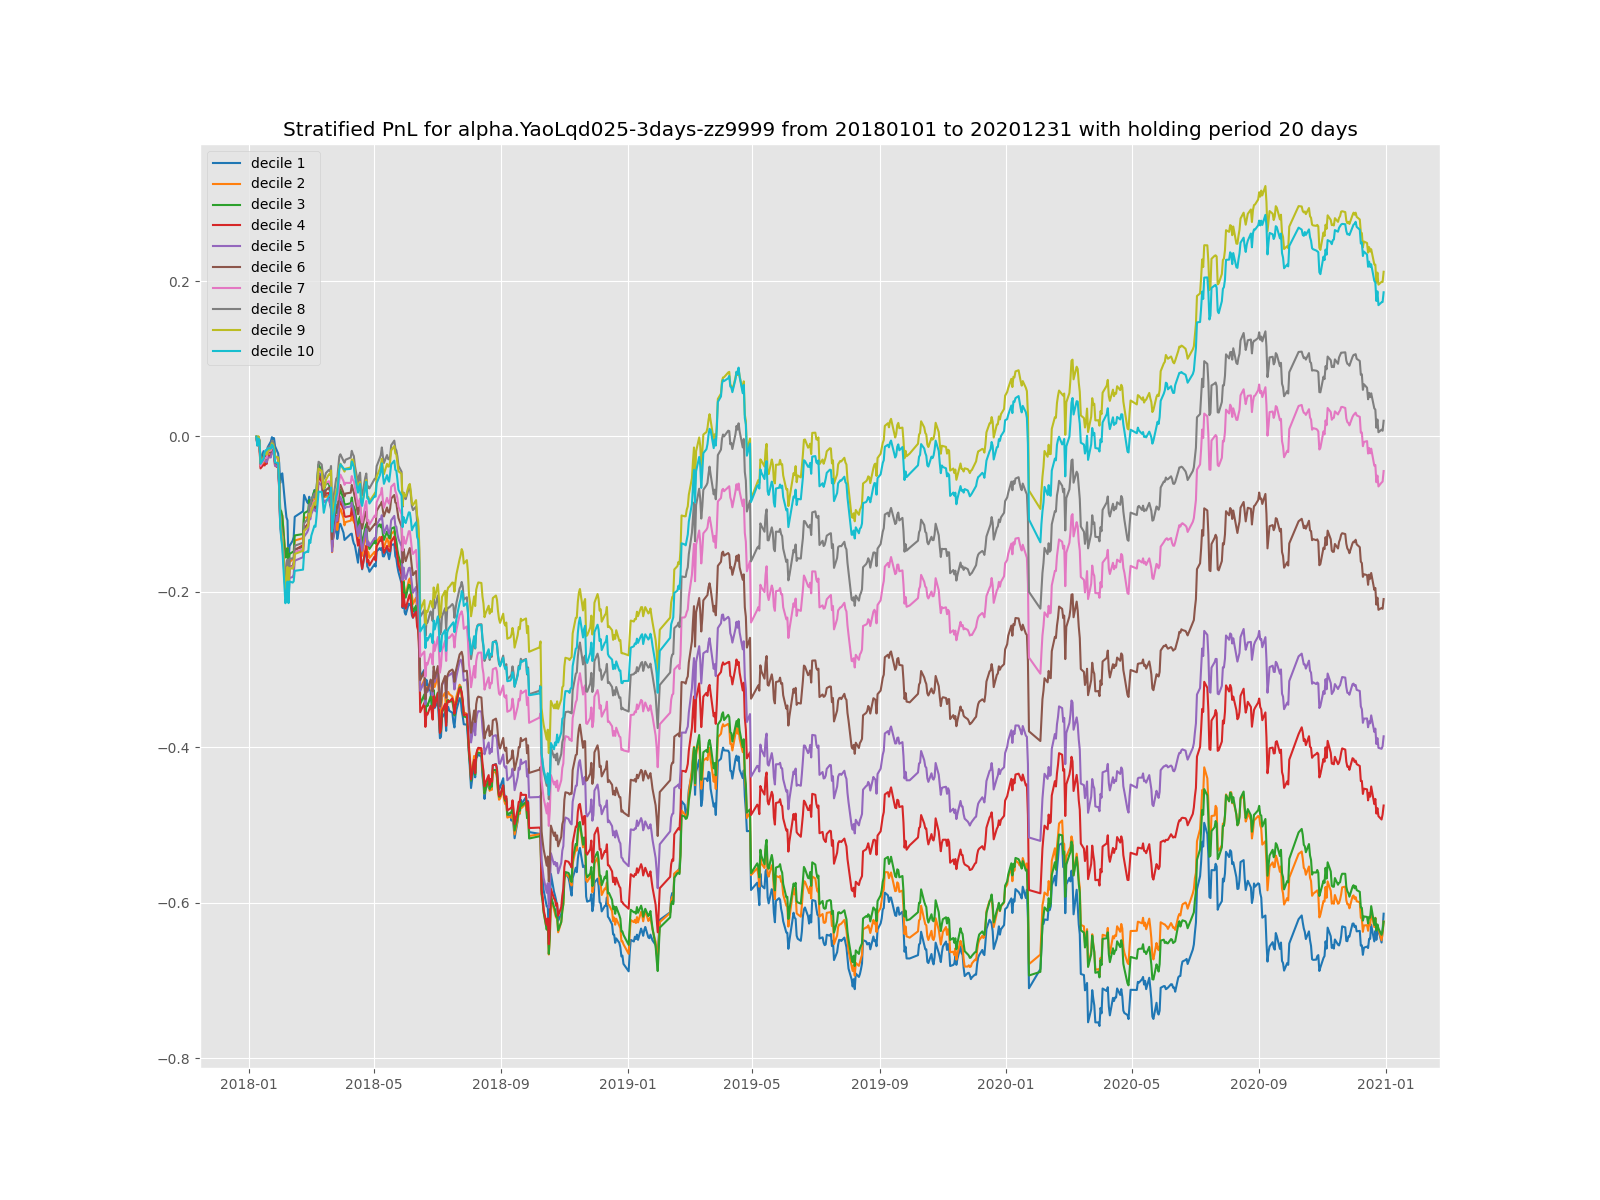 Stratified PnL for alpha.YaoLqd025-3days-zz9999 from 20180101 to 20201231 with holding period 20 days
decile 1
decile 2
decile 3
decile 4
decile 5
decile 6
decile 7
decile 8
decile 9
decile 10
0.2
0.0
−0.2
−0.4
−0.6
−0.8
2018-01 2018-05 2018-09 2019-01 2019-05 2019-09 2020-01 2020-05 2020-09 2021-01